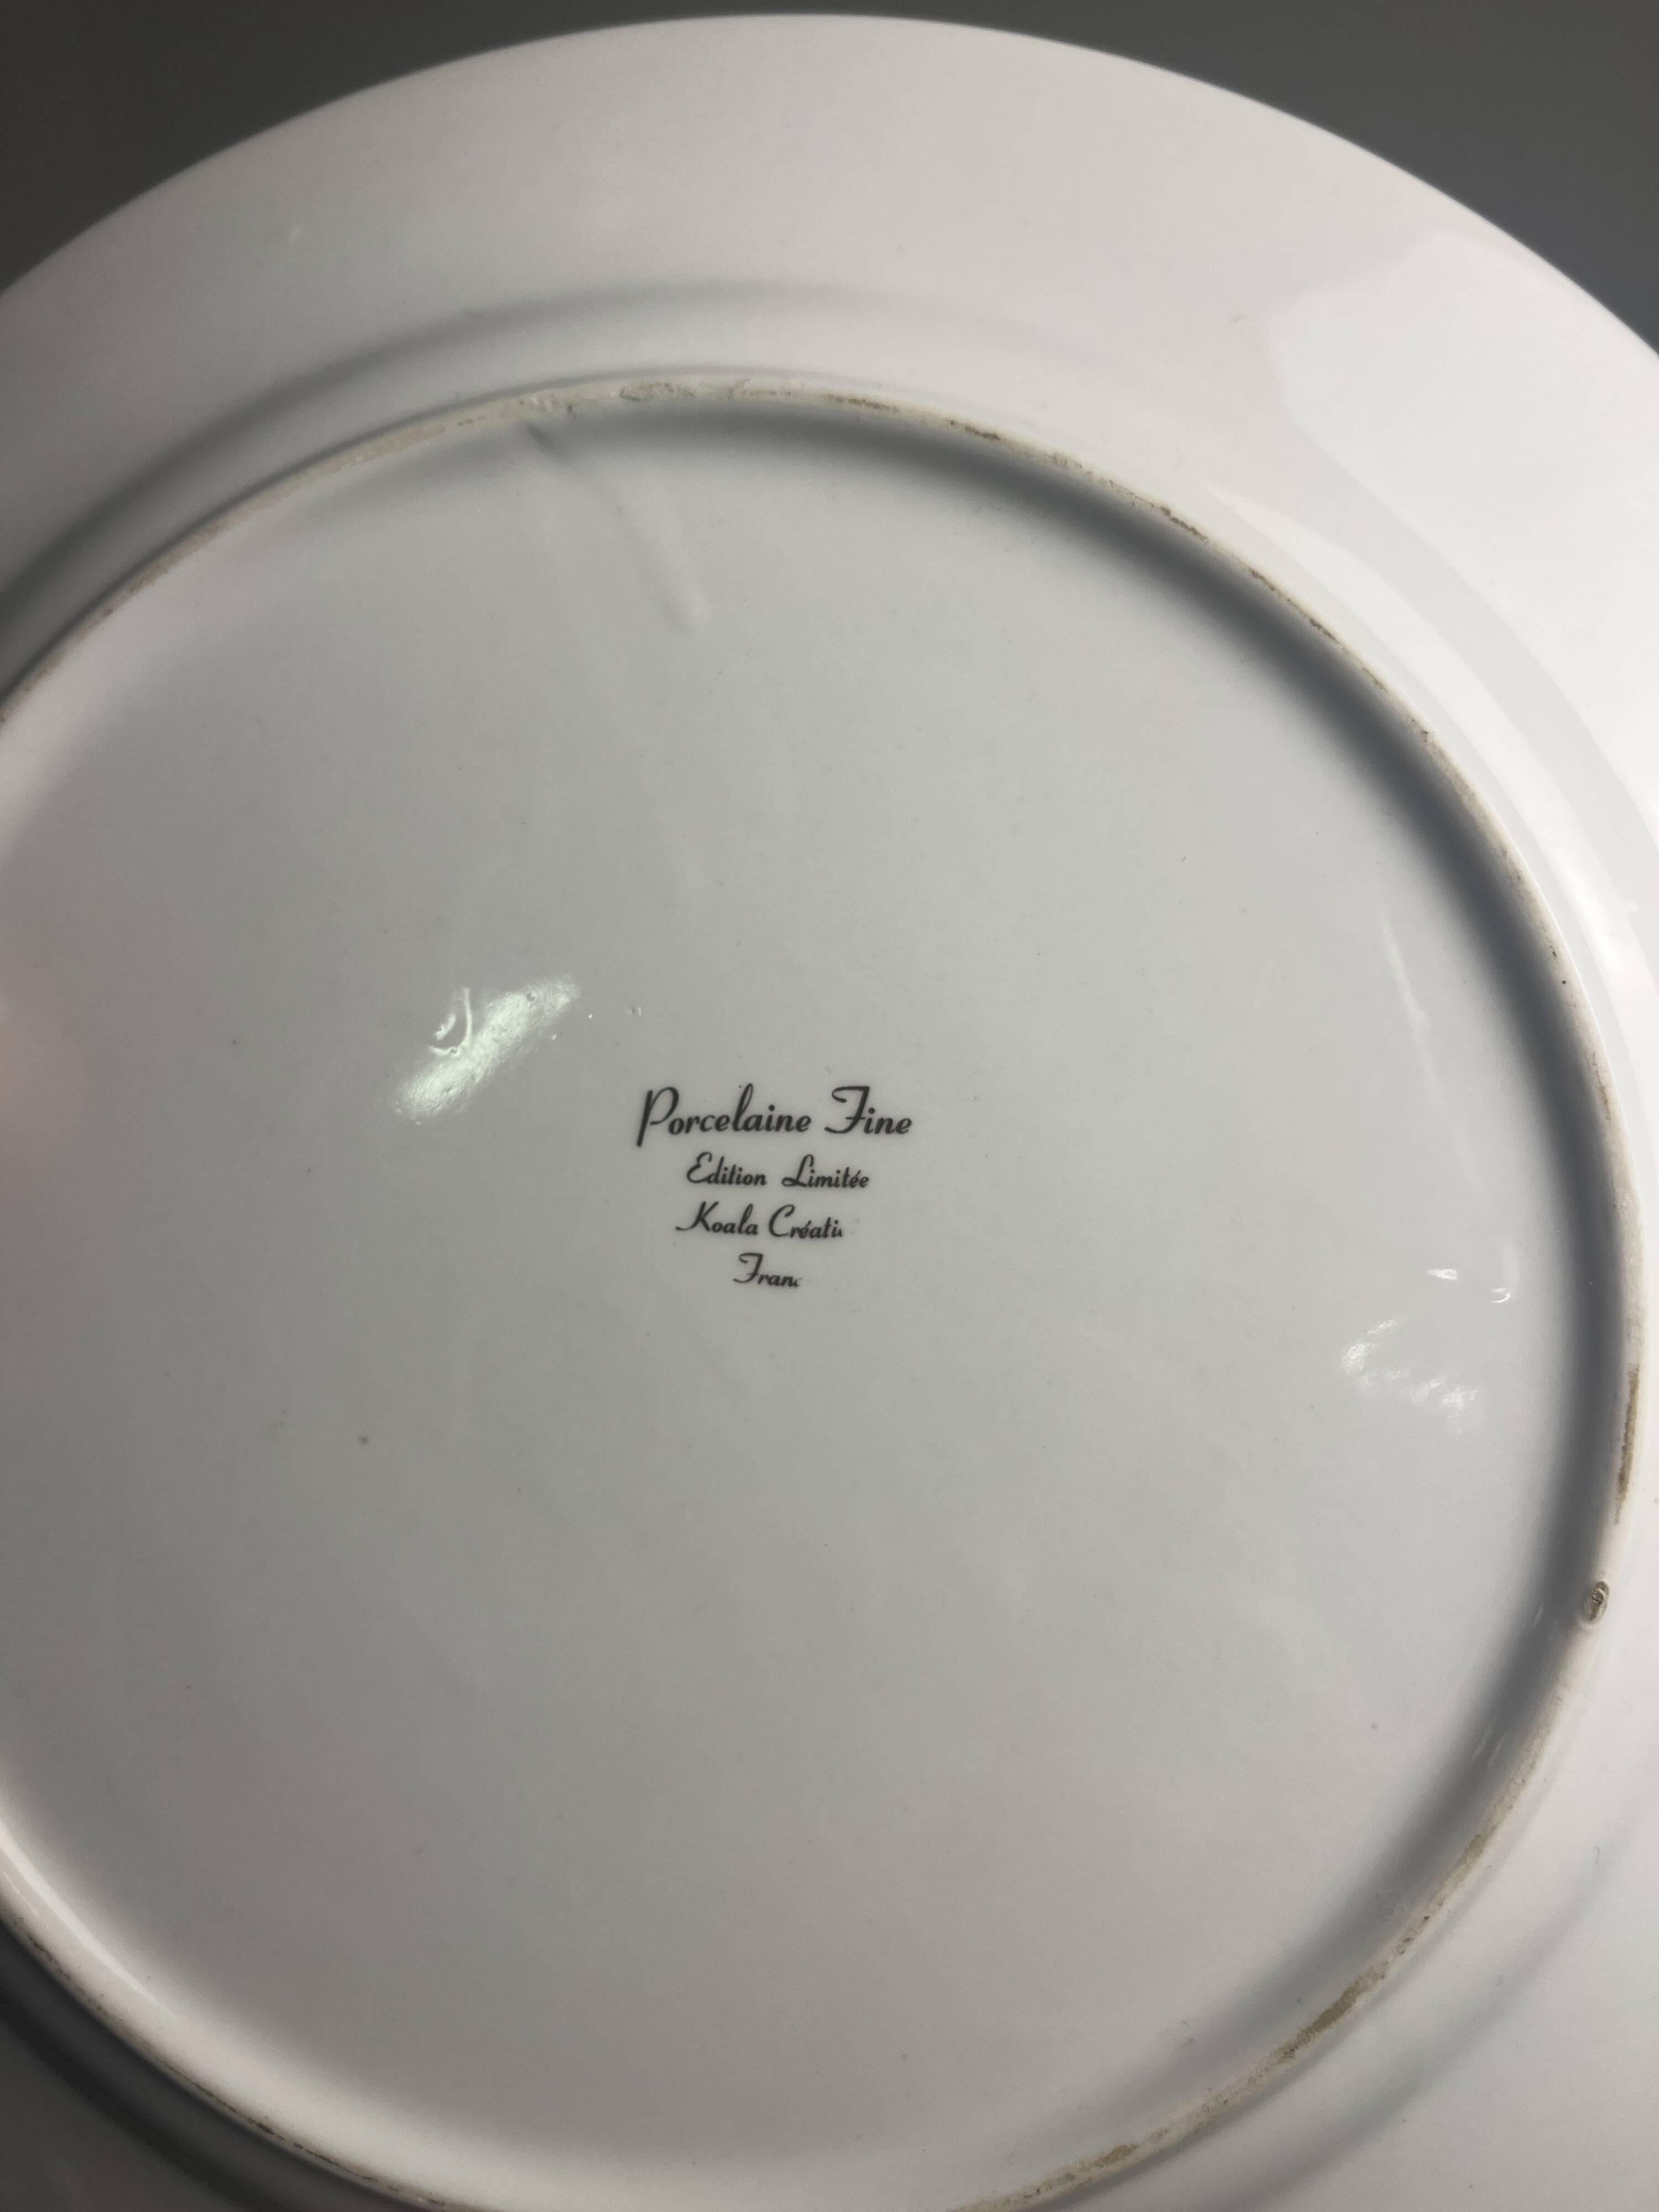 Porcelaine Fine
Edition Limitée
Koala Créati
Franc